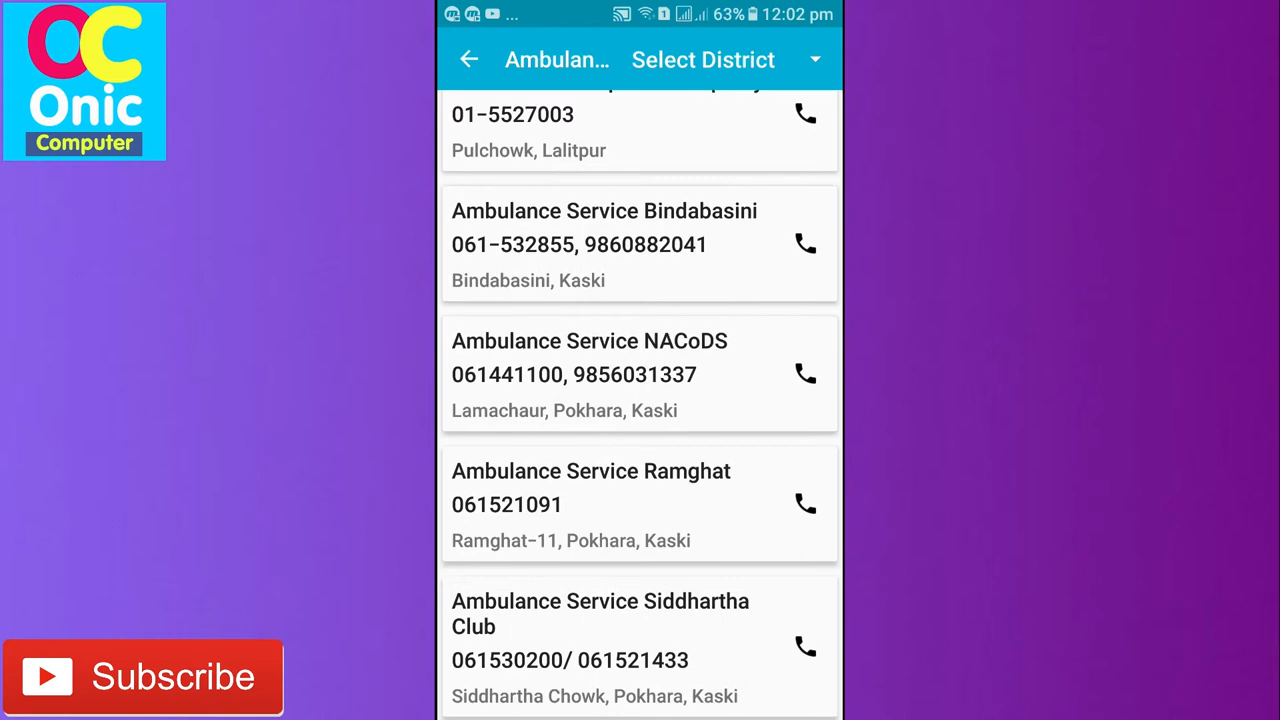 OC
Onic
Computer
... 1 63% 12:02 pm
Ambulan... Select District
01-5527003
Pulchowk, Lalitpur
Ambulance Service Bindabasini
061-532855, 9860882041
Bindabasini, Kaski
Ambulance Service NACoDS
061441100, 9856031337
Lamachaur, Pokhara, Kaski
Ambulance Service Ramghat
061521091
Ramghat-11, Pokhara, Kaski
Ambulance Service Siddhartha
Club
061530200/ 061521433
Siddhartha Chowk, Pokhara, Kaski
Subscribe